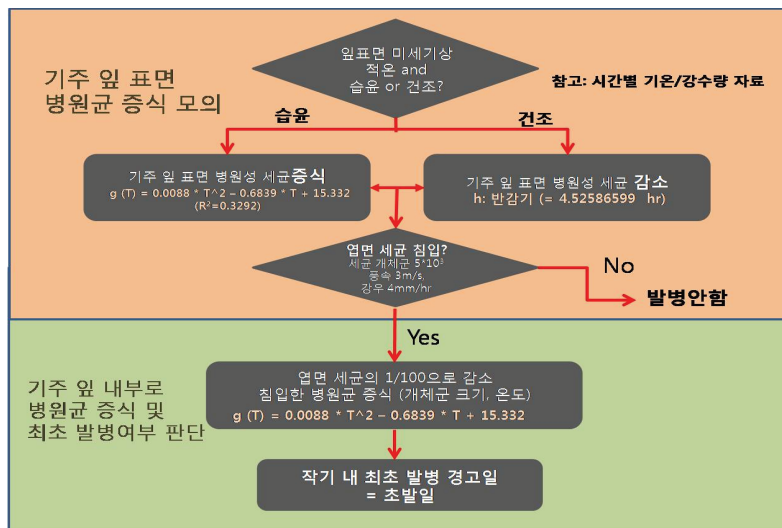 기주 잎 표면
병원균 증식 모의
잎표면 미세기상
적온 and
습윤 or 건조?
참고: 시간별 기온/강수량 자료
습윤
건조
기주 잎 표면 병원성 세균증식
g (T) = 0.0088 * T^2 – 0.6839 * T + 15.332
(R²=0.3292)
기주 잎 표면 병원성 세균 감소
h: 반감기 (= 4.52586599 hr)
엽면 세균 침입?
세균 개체군 5*10³
풍속 3m/s,
강우 4mm/hr
No
발병안함
Yes
기주 잎 내부로
병원균 증식 및
최초 발병여부 판단
엽면 세균의 1/100으로 감소
침입한 병원균 증식 (개체군 크기, 온도)
g (T) = 0.0088 * T^2 – 0.6839 * T + 15.332
작기 내 최초 발병 경고일
= 초발일